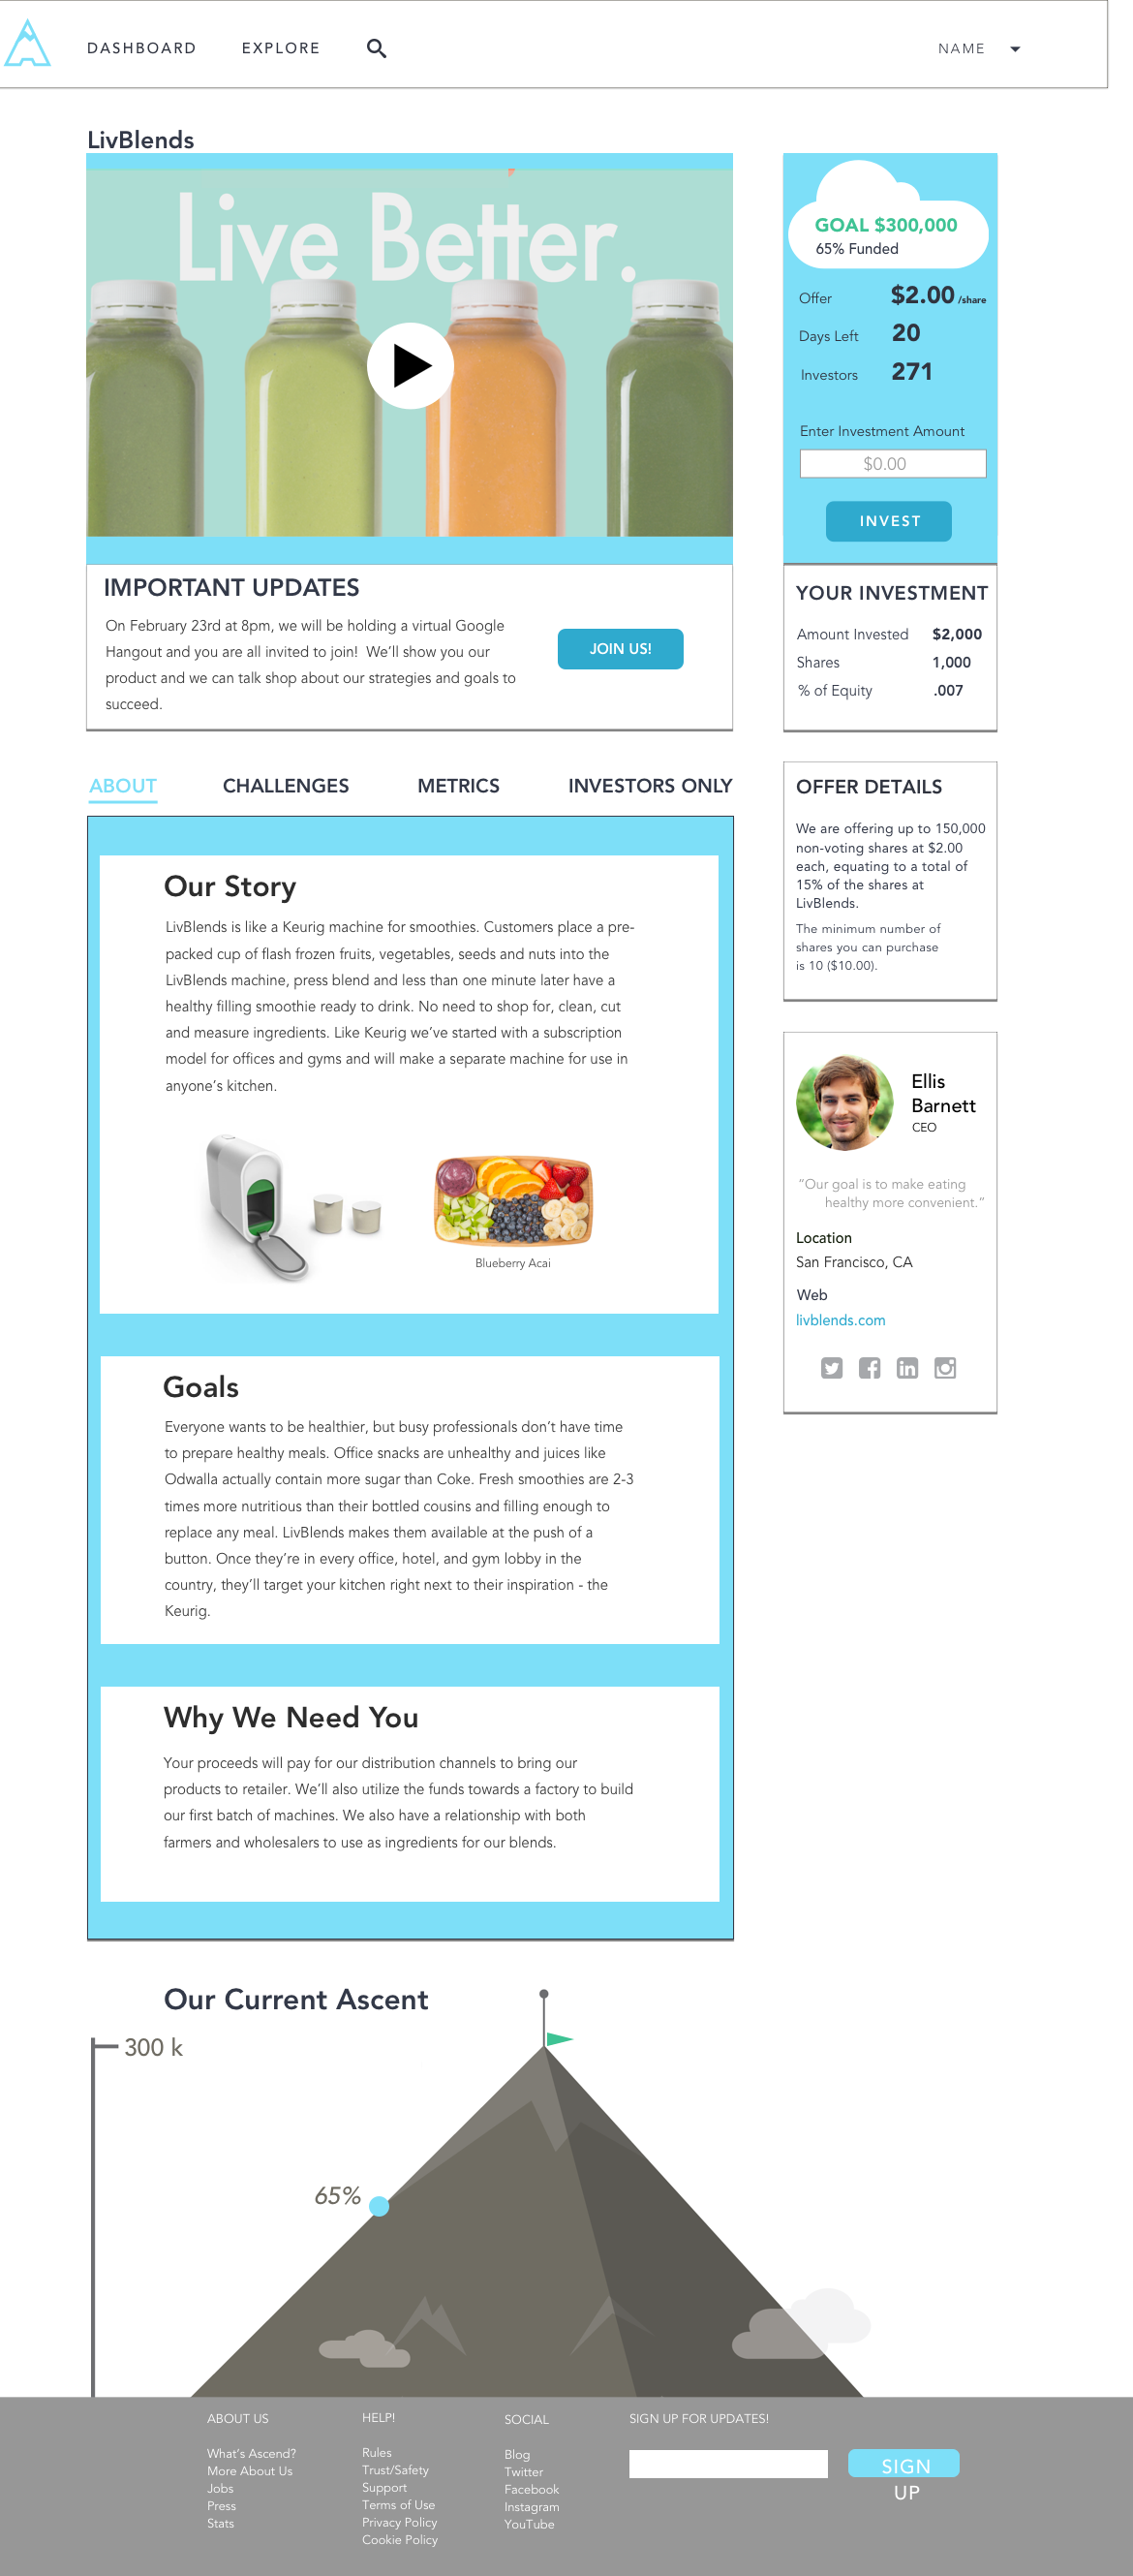 DASHBOARD
EXPLORE
NAME
LivBlends
Live Better.
IMPORTANT UPDATES
On February 23rd at 8pm, we will be holding a virtual Google
Hangout and you are all invited to join!  We’ll show you our
product and we can talk shop about our strategies and goals to
succeed.
JOIN US!
GOAL $300,000
65% Funded
Offer $2.00 /share
Days Left 20
Investors 271
Enter Investment Amount
$0.00
INVEST
YOUR INVESTMENT
Amount Invested $2,000
Shares 1,000
% of Equity .007
ABOUT
CHALLENGES
METRICS
INVESTORS ONLY
Our Story
LivBlends is like a Keurig machine for smoothies. Customers place a pre-
packed cup of flash frozen fruits, vegetables, seeds and nuts into the
LivBlends machine, press blend and less than one minute later have a
healthy filling smoothie ready to drink. No need to shop for, clean, cut
and measure ingredients. Like Keurig we’ve started with a subscription
model for offices and gyms and will make a separate machine for use in
anyone’s kitchen.
Blueberry Acai
Goals
Everyone wants to be healthier, but busy professionals don’t have time
to prepare healthy meals. Office snacks are unhealthy and juices like
Odwalla actually contain more sugar than Coke. Fresh smoothies are 2-3
times more nutritious than their bottled cousins and filling enough to
replace any meal. LivBlends makes them available at the push of a
button. Once they’re in every office, hotel, and gym lobby in the
country, they’ll target your kitchen right next to their inspiration - the
Keurig.
Why We Need You
Your proceeds will pay for our distribution channels to bring our
products to retailer. We’ll also utilize the funds towards a factory to build
our first batch of machines. We also have a relationship with both
farmers and wholesalers to use as ingredients for our blends.
OFFER DETAILS
We are offering up to 150,000
non-voting shares at $2.00
each, equating to a total of
15% of the shares at
LivBlends.
The minimum number of
shares you can purchase
is 10 ($10.00).
Ellis
Barnett
CEO
“Our goal is to make eating
healthy more convenient.”
Location
San Francisco, CA
Web
livblends.com
Our Current Ascent
300 k
65%
ABOUT US
What’s Ascend?
More About Us
Jobs
Press
Stats
HELP!
Rules
Trust/Safety
Support
Terms of Use
Privacy Policy
Cookie Policy
SOCIAL
Blog
Twitter
Facebook
Instagram
YouTube
SIGN UP FOR UPDATES!
SIGN
UP